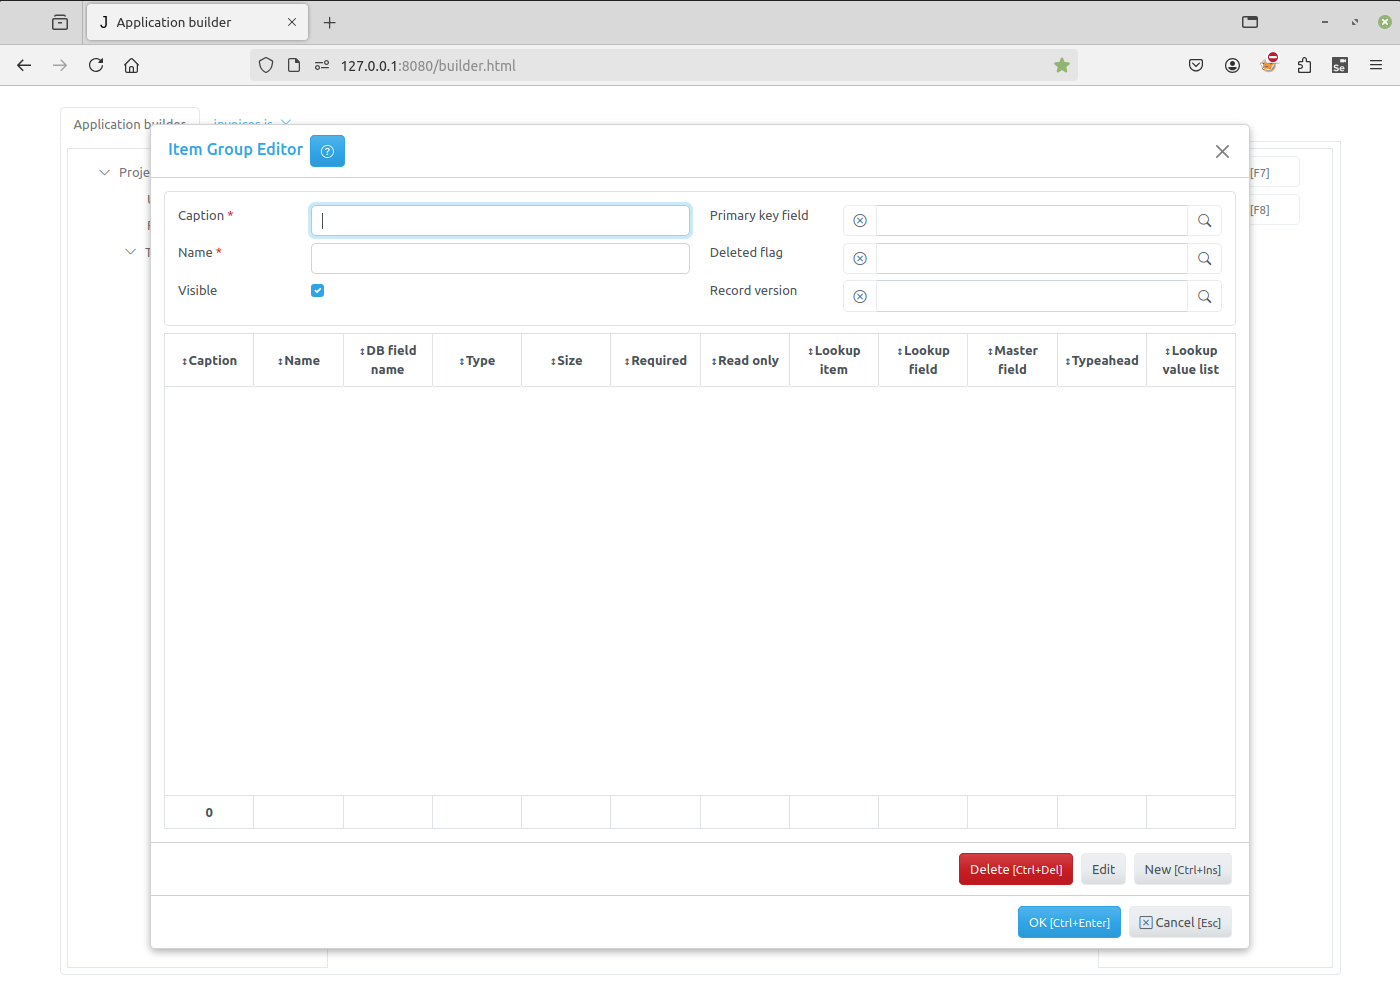 J Application builder
127.0.0.1:8080/builder.html
Application builder
invoices.js
Item Group Editor
[F7]
Proje
[F8]
Caption *
Primary key field
Name *
Deleted flag
Visible
Record version
↕Caption ↕Name ↕DB field name ↕Type ↕Size ↕Required ↕Read only ↕Lookup item ↕Lookup field ↕Master field ↕Typeahead ↕Lookup value list
0
Delete [Ctrl+Del] Edit New [Ctrl+Ins]
OK [Ctrl+Enter] Cancel [Esc]